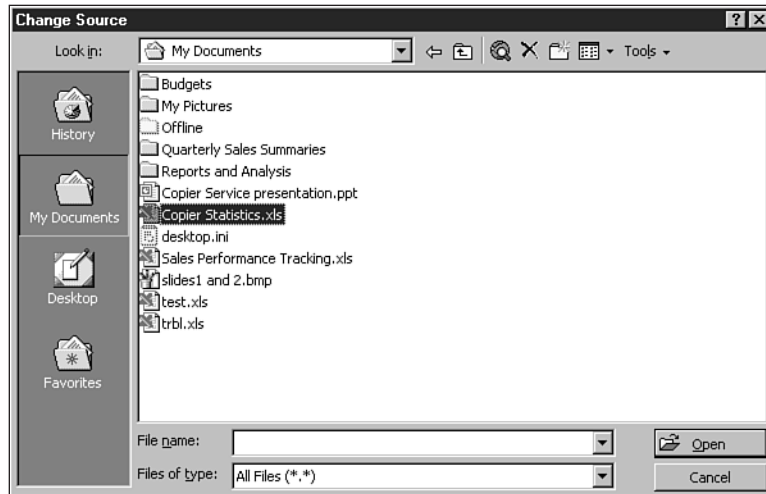 Change Source
Look in:
My Documents
Tools
History
My Documents
Desktop
Favorites
Budgets
My Pictures
Offline
Quarterly Sales Summaries
Reports and Analysis
Copier Service presentation.ppt
Copier Statistics.xls
desktop.ini
Sales Performance Tracking.xls
slides1 and 2.bmp
test.xls
trbl.xls
File name:
Open
Files of type:
All Files (*.*)
Cancel